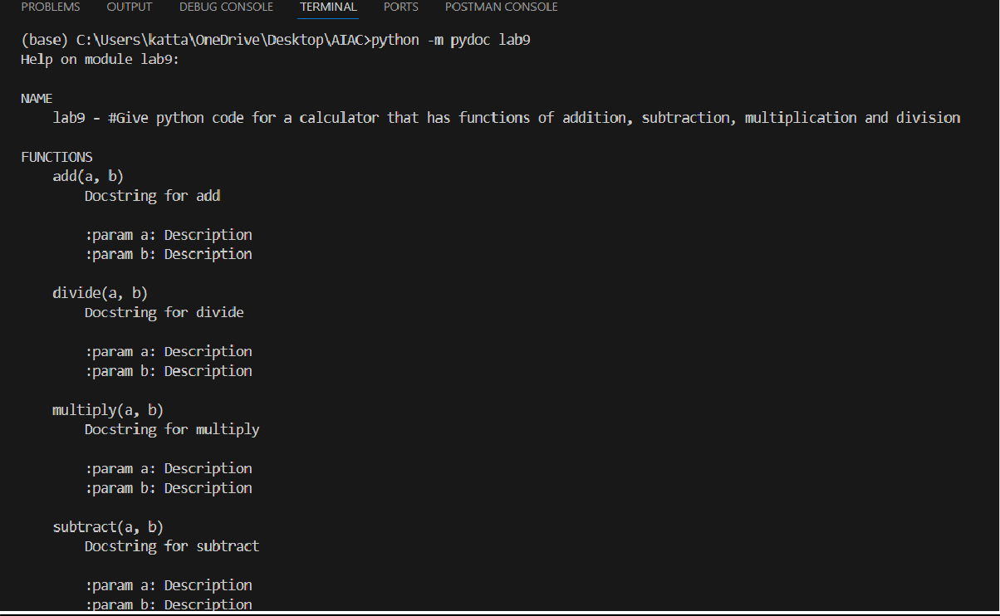 PROBLEMS OUTPUT DEBUG CONSOLE TERMINAL PORTS POSTMAN CONSOLE
(base) C:\Users\katta\OneDrive\Desktop\AIAC>python -m pydoc lab9
Help on module lab9:
NAME
lab9 - #Give python code for a calculator that has functions of addition, subtraction, multiplication and division
FUNCTIONS
add(a, b)
Docstring for add
:param a: Description
:param b: Description
divide(a, b)
Docstring for divide
:param a: Description
:param b: Description
multiply(a, b)
Docstring for multiply
:param a: Description
:param b: Description
subtract(a, b)
Docstring for subtract
:param a: Description
:param b: Description